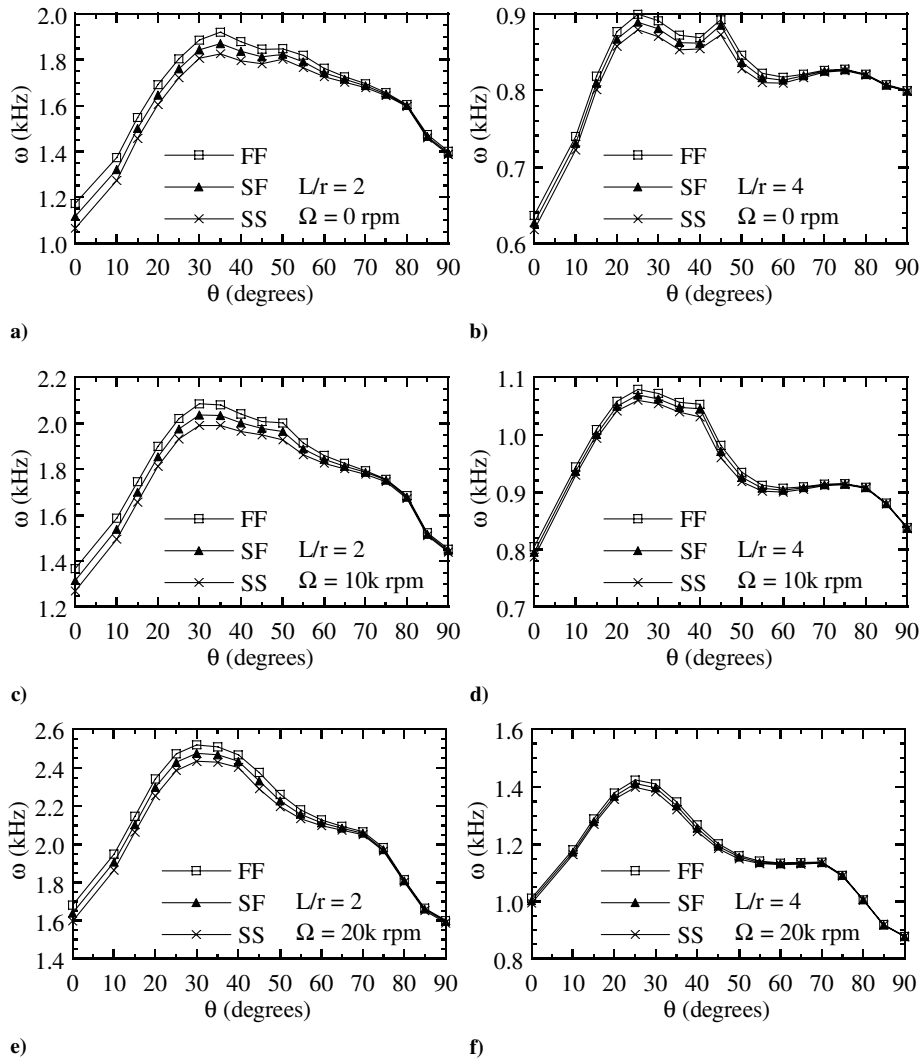 2.0
1.8
1.6
1.4
1.2
1.0
ω (kHz)
FF
SF L/r = 2
SS Ω = 0 rpm
0 10 20 30 40 50 60 70 80 90
θ (degrees)
a)
0.9
0.8
0.7
0.6
ω (kHz)
FF
SF L/r = 4
SS Ω = 0 rpm
0 10 20 30 40 50 60 70 80 90
θ (degrees)
b)
2.2
2.0
1.8
1.6
1.4
1.2
ω (kHz)
FF
SF L/r = 2
SS Ω = 10k rpm
0 10 20 30 40 50 60 70 80 90
θ (degrees)
c)
1.1
1.0
0.9
0.8
0.7
ω (kHz)
FF
SF L/r = 4
SS Ω = 10k rpm
0 10 20 30 40 50 60 70 80 90
θ (degrees)
d)
2.6
2.4
2.2
2.0
1.8
1.6
1.4
ω (kHz)
FF
SF L/r = 2
SS Ω = 20k rpm
0 10 20 30 40 50 60 70 80 90
θ (degrees)
e)
1.6
1.4
1.2
1.0
0.8
ω (kHz)
FF
SF L/r = 4
SS Ω = 20k rpm
0 10 20 30 40 50 60 70 80 90
θ (degrees)
f)